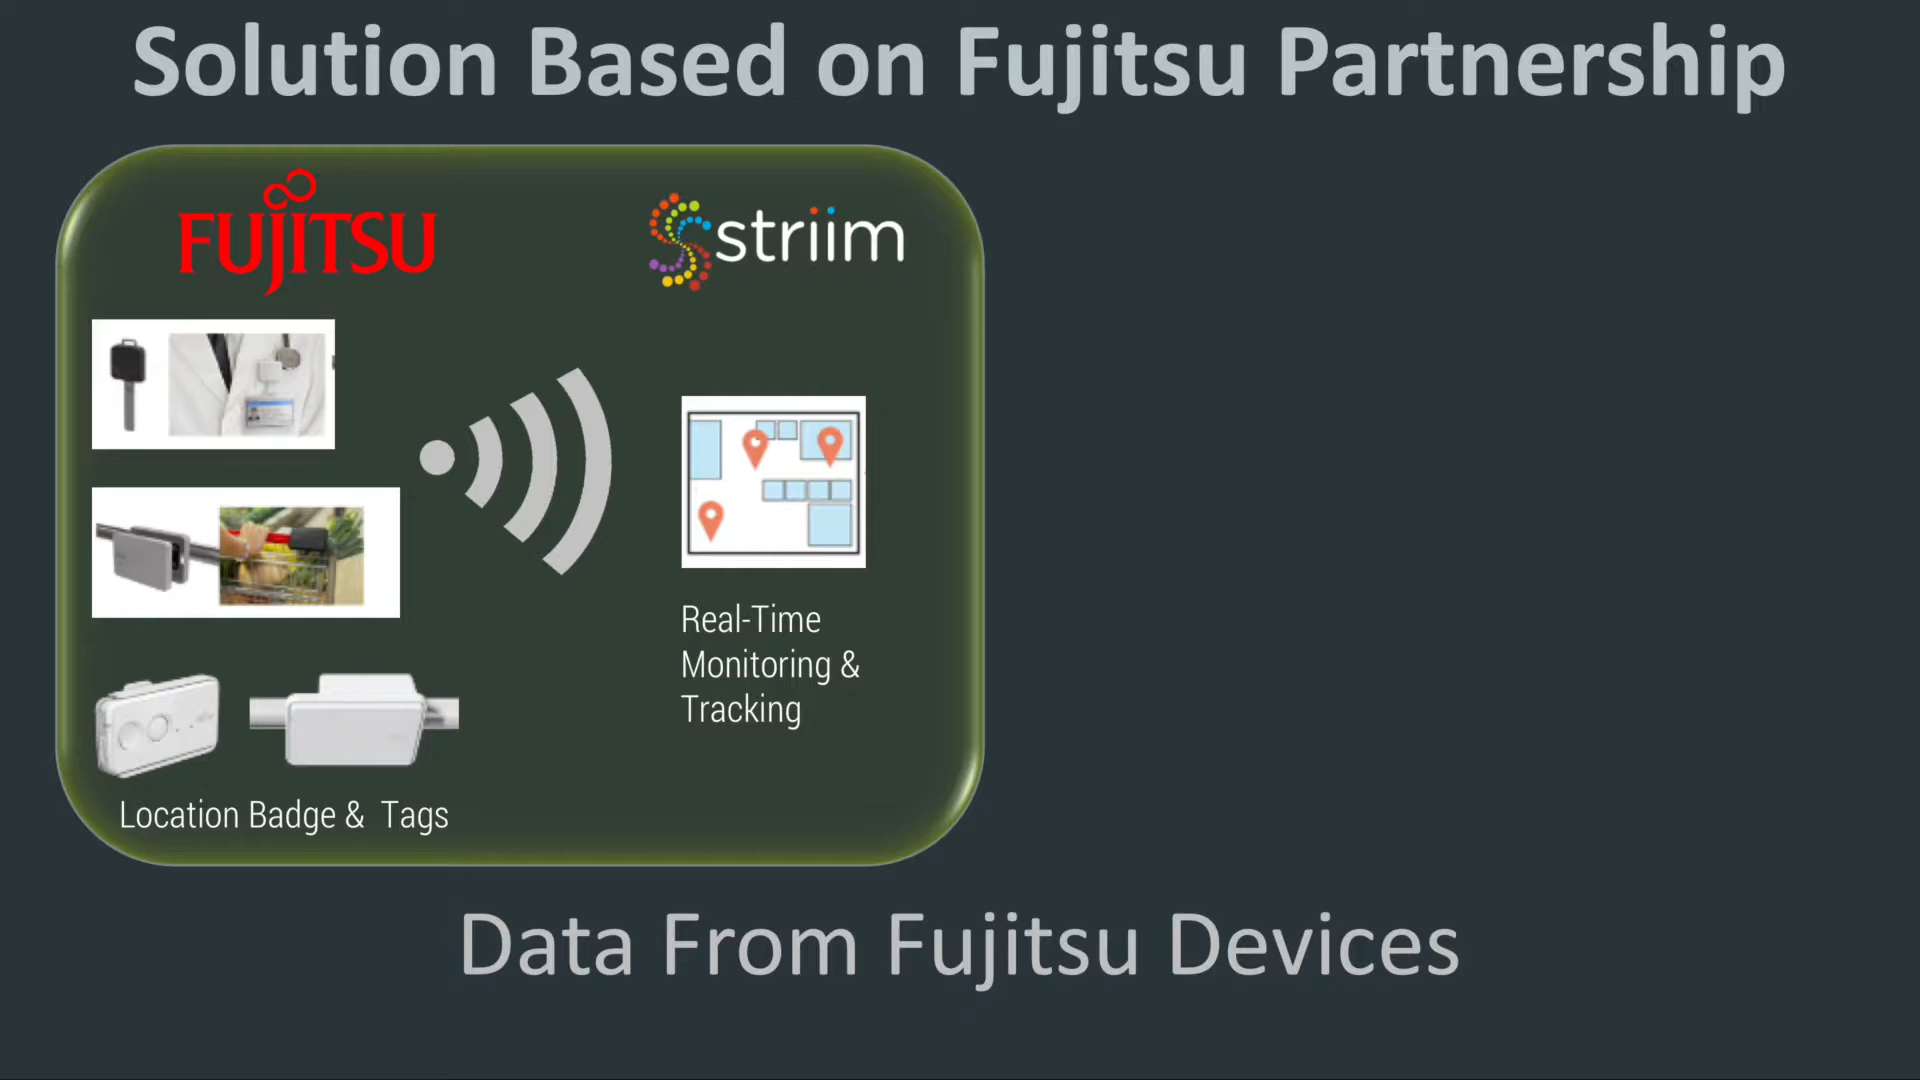 Solution Based on Fujitsu Partnership
FUJITSU
striim
Real-Time
Monitoring &
Tracking
Location Badge & Tags
Data From Fujitsu Devices